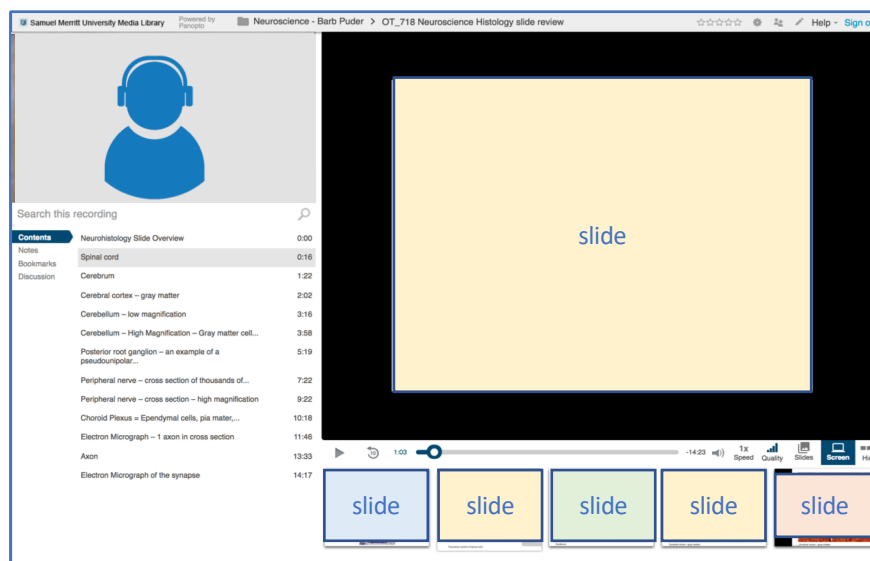 Samuel Merritt University Media Library Powered by Panopto Neuroscience - Barb Puder > OT_718 Neuroscience Histology slide review Help Sign o
slide
Search this recording
Contents
Notes
Bookmarks
Discussion
Neurohistology Slide Overview 0:00
Spinal cord 0:16
Cerebrum 1:22
Cerebral cortex – gray matter 2:02
Cerebellum – low magnification 3:16
Cerebellum – High Magnification – Gray matter cell... 3:58
Posterior root ganglion – an example of a 5:19
pseudounipolar...
Peripheral nerve – cross section of thousands of... 7:22
Peripheral nerve – cross section – high magnification 9:22
Choroid Plexus = Ependymal cells, pia mater,... 10:18
Electron Micrograph – 1 axon in cross section 11:46
Axon 13:33
Electron Micrograph of the synapse 14:17
10 1:03 -14:23 1x Speed Quality Slides Screen Hi
slide slide slide slide slide